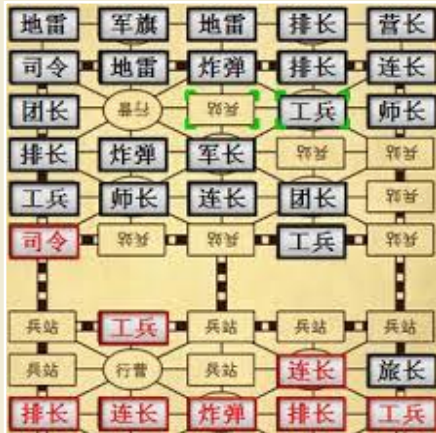 地雷 军旗 地雷 排长 营长
司令 地雷 炸弹 排长 连长
团长 行营 兵站 工兵 师长
排长 炸弹 军长 兵站 兵站
工兵 师长 连长 团长 兵站
司令 兵站 兵站 工兵 兵站
兵站 工兵 兵站 兵站 兵站
兵站 行营 兵站 连长 旅长
排长 连长 炸弹 排长 工兵